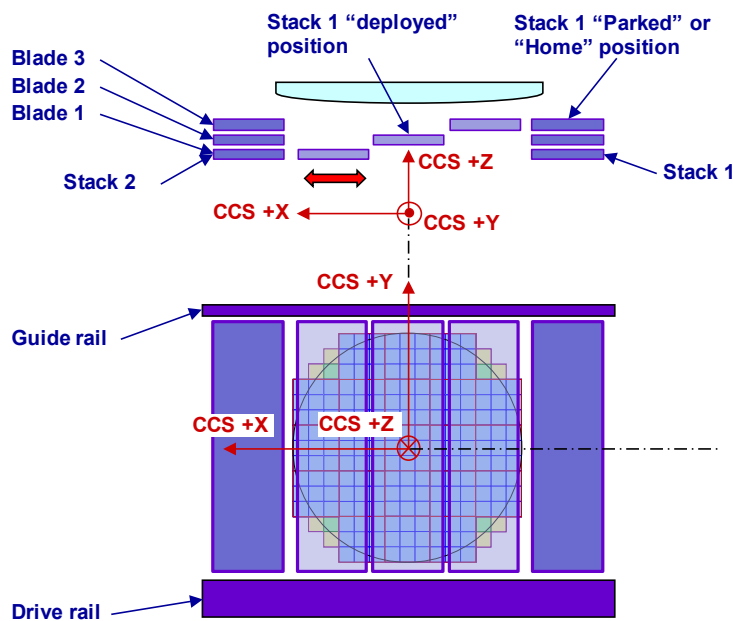 Stack 1 “deployed”
position
Stack 1 “Parked” or
“Home” position
Blade 3
Blade 2
Blade 1
Stack 2
Stack 1
CCS +Z
CCS +X
CCS +Y
CCS +Y
Guide rail
CCS +X
CCS +Z
Drive rail